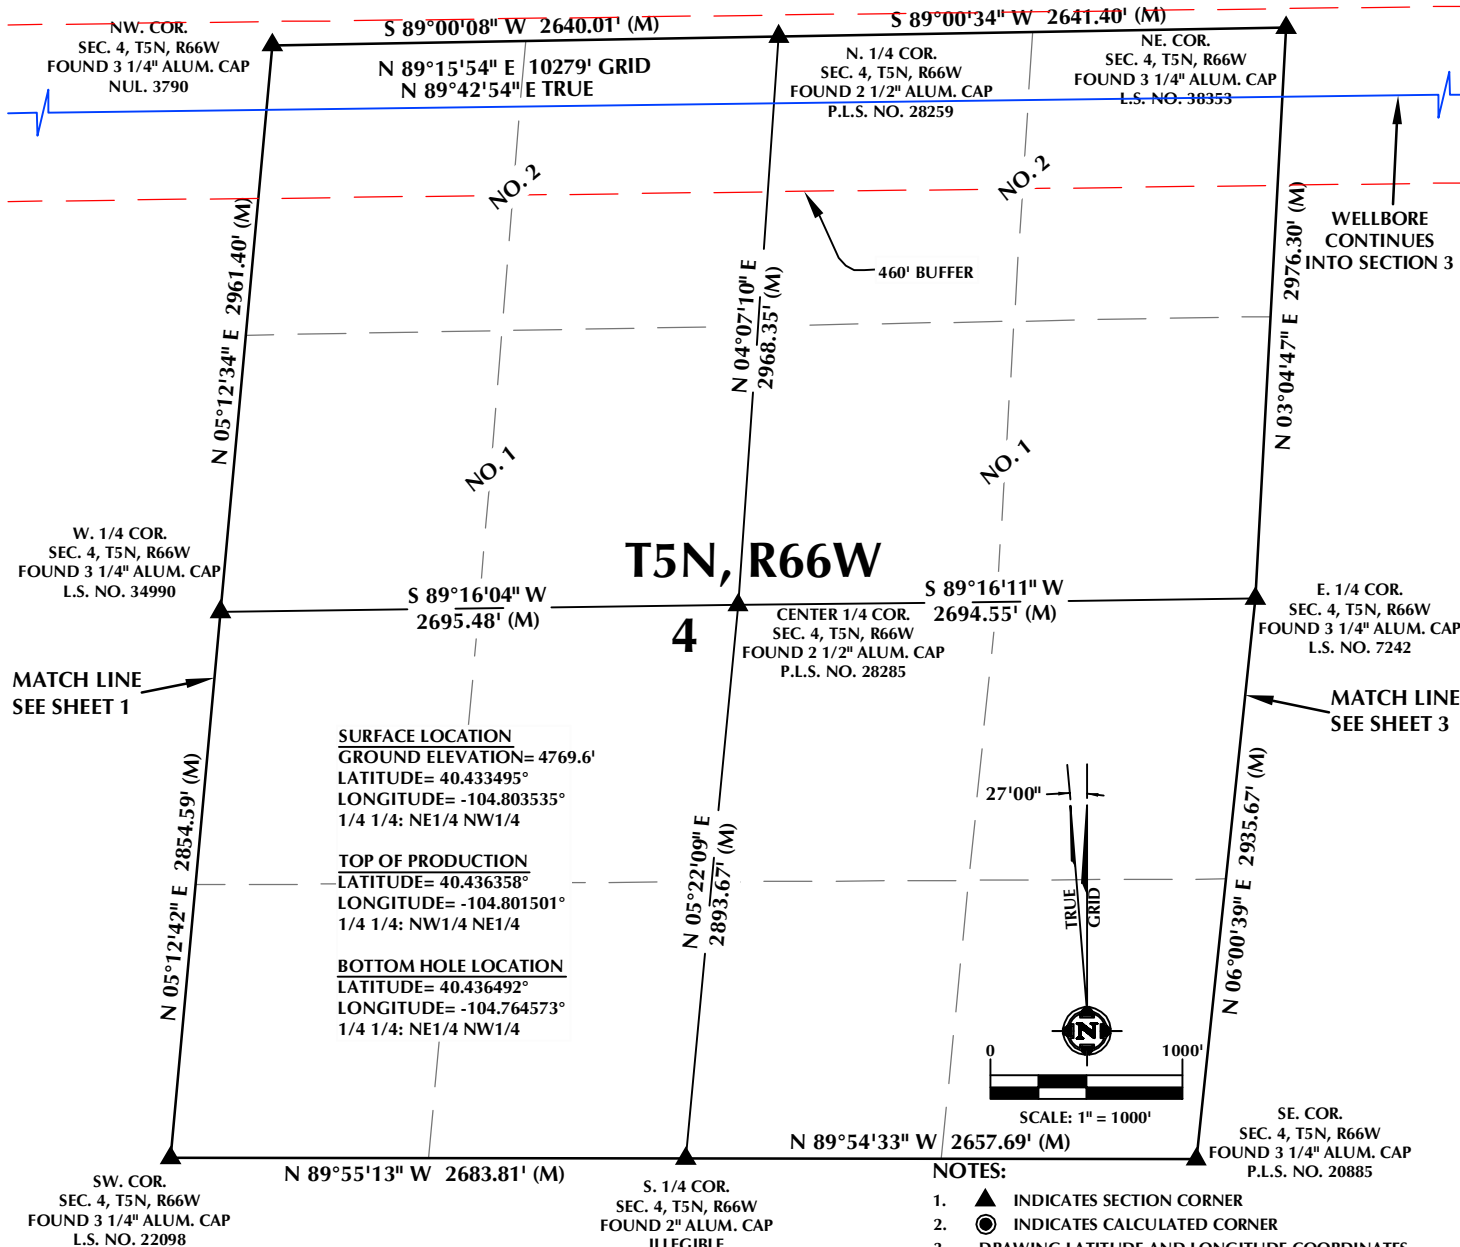 S 89°00'08" W 2640.01' (M)
S 89°00'34" W 2641.40' (M)
NW. COR.
SEC. 4, T5N, R66W
FOUND 3 1/4" ALUM. CAP
NUL. 3790
N 89°15'54" E 10279' GRID
N 89°42'54" E TRUE
N. 1/4 COR.
SEC. 4, T5N, R66W
FOUND 2 1/2" ALUM. CAP
P.L.S. NO. 28259
NE. COR.
SEC. 4, T5N, R66W
FOUND 3 1/4" ALUM. CAP
L.S. NO. 38353
NO. 2
NO. 2
WELLBORE
CONTINUES
INTO SECTION 3
460' BUFFER
N 05°12'34" E 2961.40' (M)
N 04°07'10" E
2968.35' (M)
N 03°04'47" E 2976.30' (M)
NO. 1
NO. 1
W. 1/4 COR.
SEC. 4, T5N, R66W
FOUND 3 1/4" ALUM. CAP
L.S. NO. 34990
T5N, R66W
4
S 89°16'04" W
2695.48' (M)
S 89°16'11" W
2694.55' (M)
CENTER 1/4 COR.
SEC. 4, T5N, R66W
FOUND 2 1/2" ALUM. CAP
P.L.S. NO. 28285
E. 1/4 COR.
SEC. 4, T5N, R66W
FOUND 3 1/4" ALUM. CAP
L.S. NO. 7242
MATCH LINE
SEE SHEET 1
MATCH LINE
SEE SHEET 3
SURFACE LOCATION
GROUND ELEVATION= 4769.6'
LATITUDE= 40.433495°
LONGITUDE= -104.803535°
1/4 1/4: NE1/4 NW1/4
TOP OF PRODUCTION
LATITUDE= 40.436358°
LONGITUDE= -104.801501°
1/4 1/4: NW1/4 NE1/4
BOTTOM HOLE LOCATION
LATITUDE= 40.436492°
LONGITUDE= -104.764573°
1/4 1/4: NE1/4 NW1/4
N 05°12'42" E 2854.59' (M)
N 05°22'09" E
2893.67' (M)
N 06°00'39" E 2935.67' (M)
27'00"
TRUE
GRID
N
0 1000'
SCALE: 1" = 1000'
N 89°55'13" W 2683.81' (M)
N 89°54'33" W 2657.69' (M)
SW. COR.
SEC. 4, T5N, R66W
FOUND 3 1/4" ALUM. CAP
L.S. NO. 22098
S. 1/4 COR.
SEC. 4, T5N, R66W
FOUND 2" ALUM. CAP
ILLEGIBLE
SE. COR.
SEC. 4, T5N, R66W
FOUND 3 1/4" ALUM. CAP
P.L.S. NO. 20885
NOTES:
1. INDICATES SECTION CORNER
2. INDICATES CALCULATED CORNER
3. DRAWING LATITUDE AND LONGITUDE COORDINATES